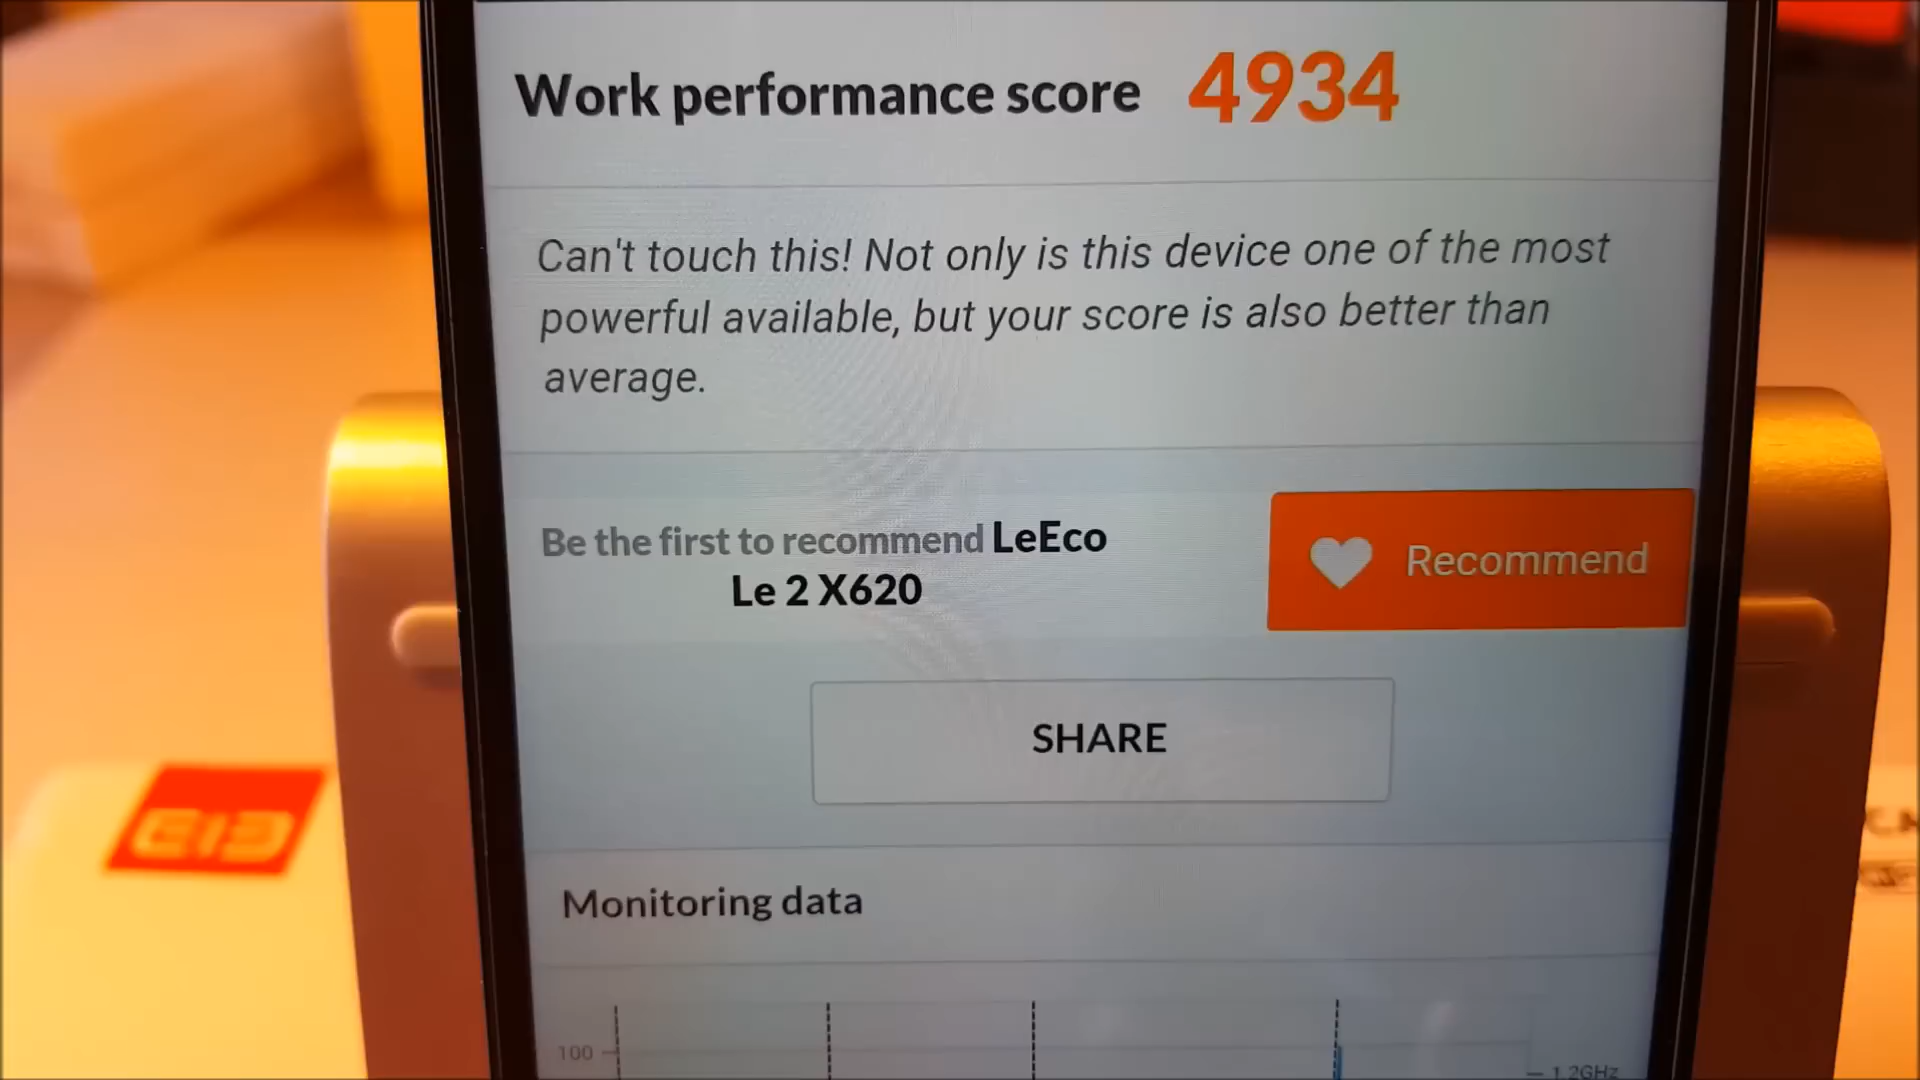 Work performance score 4934
Can't touch this! Not only is this device one of the most
powerful available, but your score is also better than
average.
Be the first to recommend LeEco
Le 2 X620
Recommend
SHARE
Monitoring data
100
1.2GHz